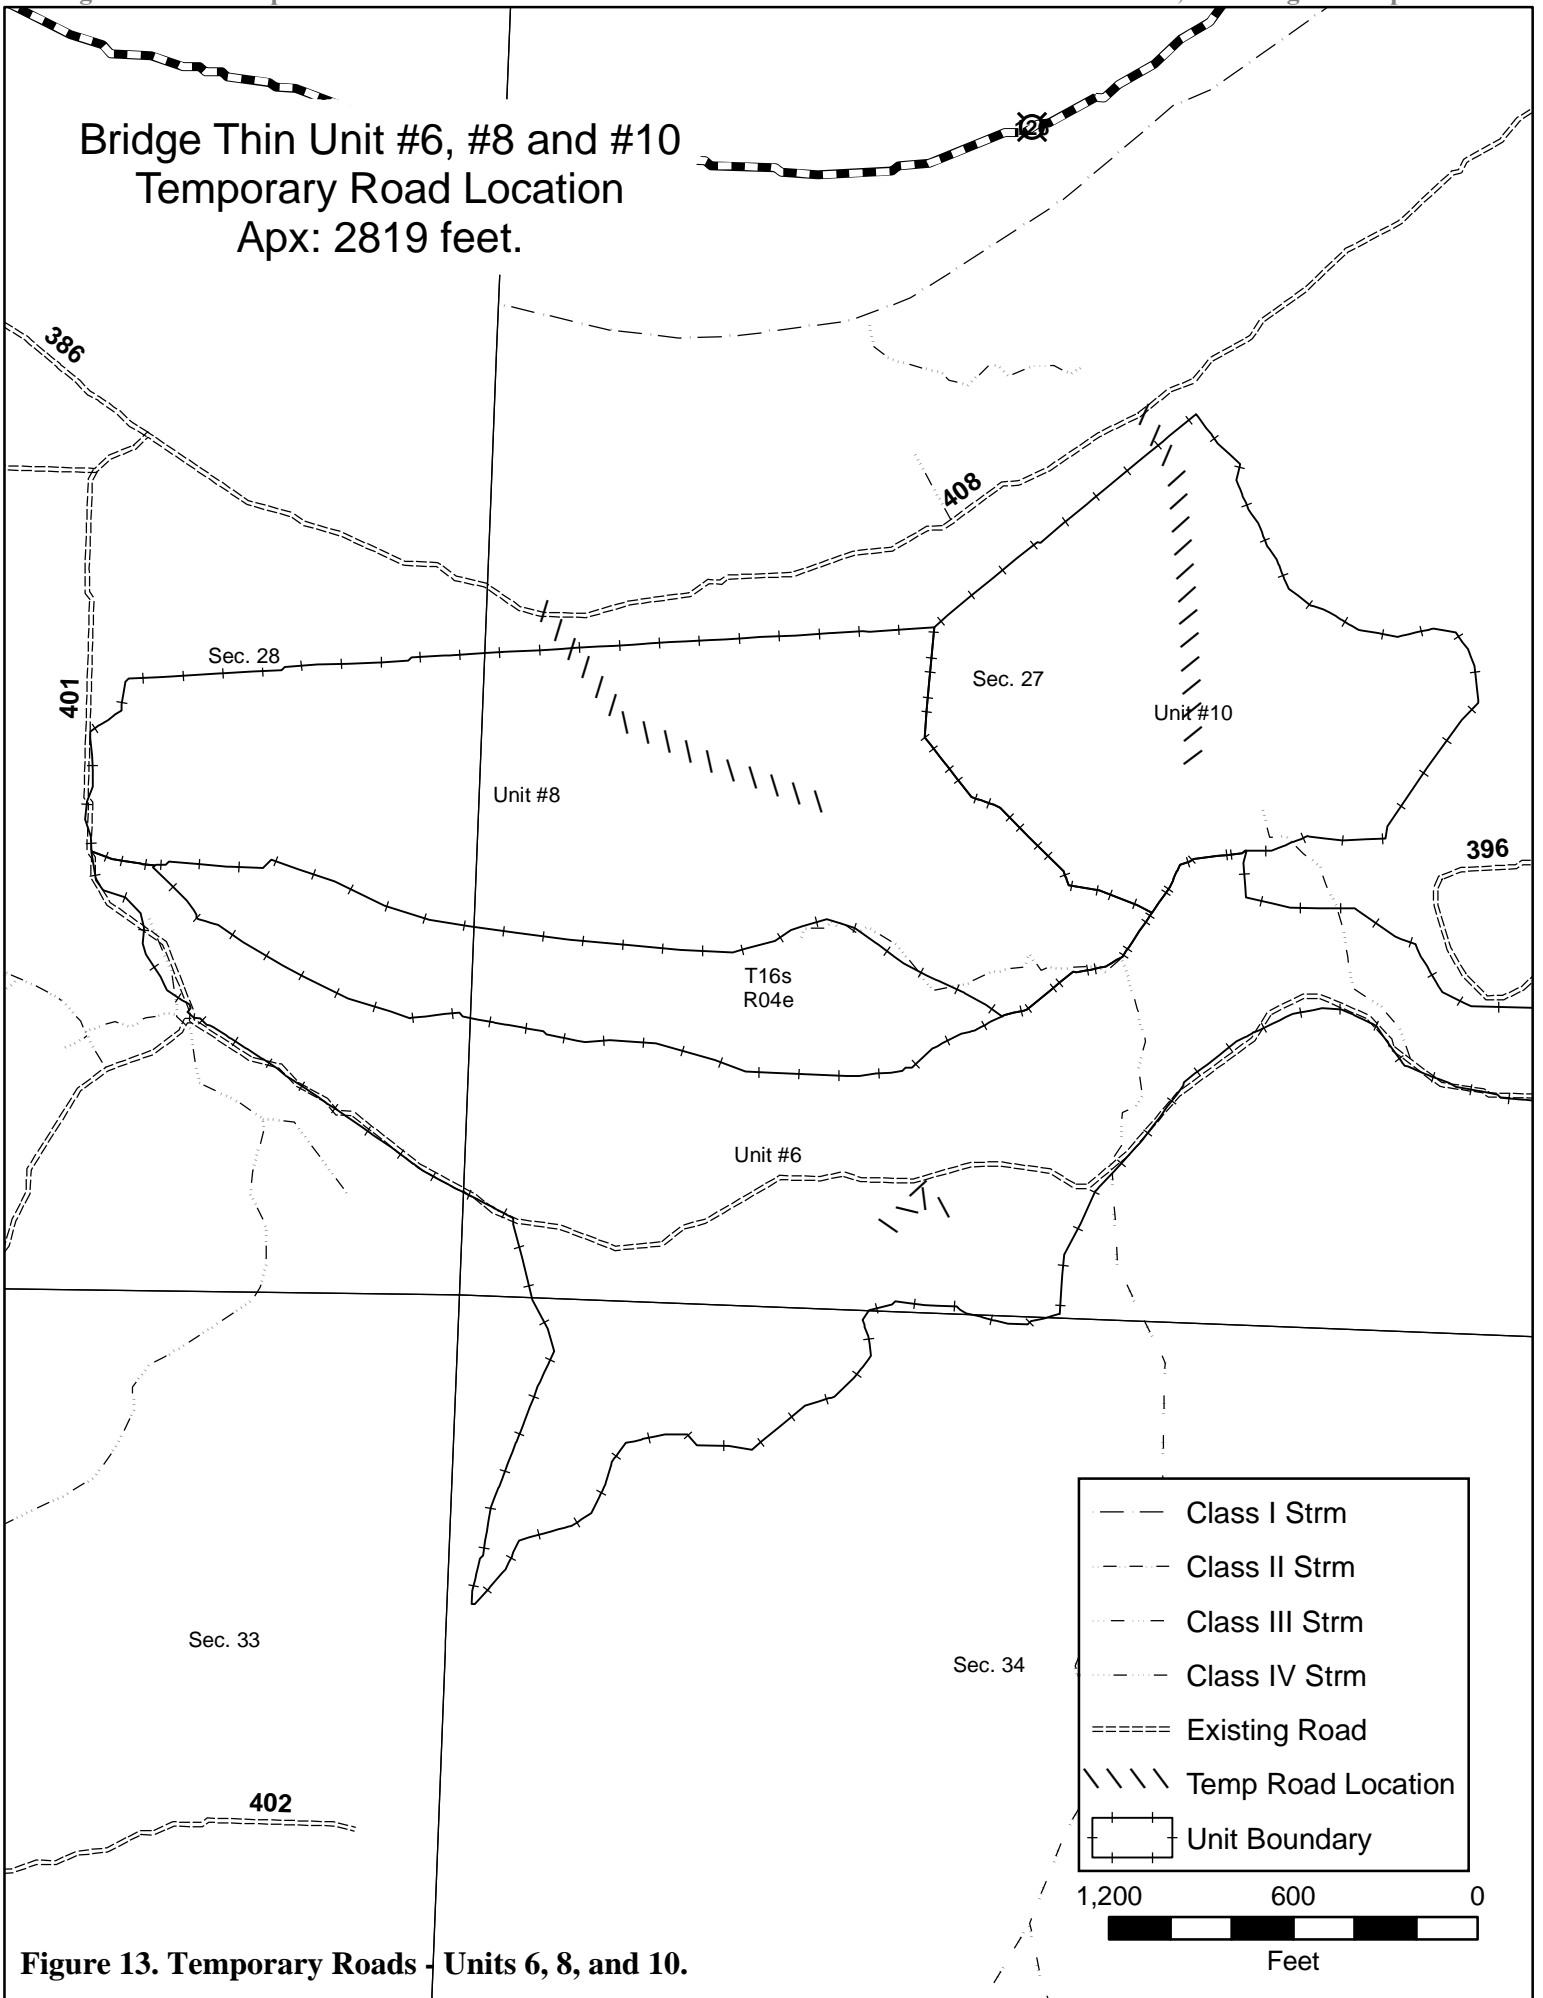 Bridge Thin Unit #6, #8 and #10
Temporary Road Location
Apx: 2819 feet.
386
408
Sec. 28
401
Sec. 27
Unit #10
Unit #8
396
T16s
R04e
Unit #6
Class I Strm
Class II Strm
Class III Strm
Sec. 33
Sec. 34
Class IV Strm
Existing Road
Temp Road Location
402
Unit Boundary
1,200 600 0
Feet
Figure 13. Temporary Roads - Units 6, 8, and 10.